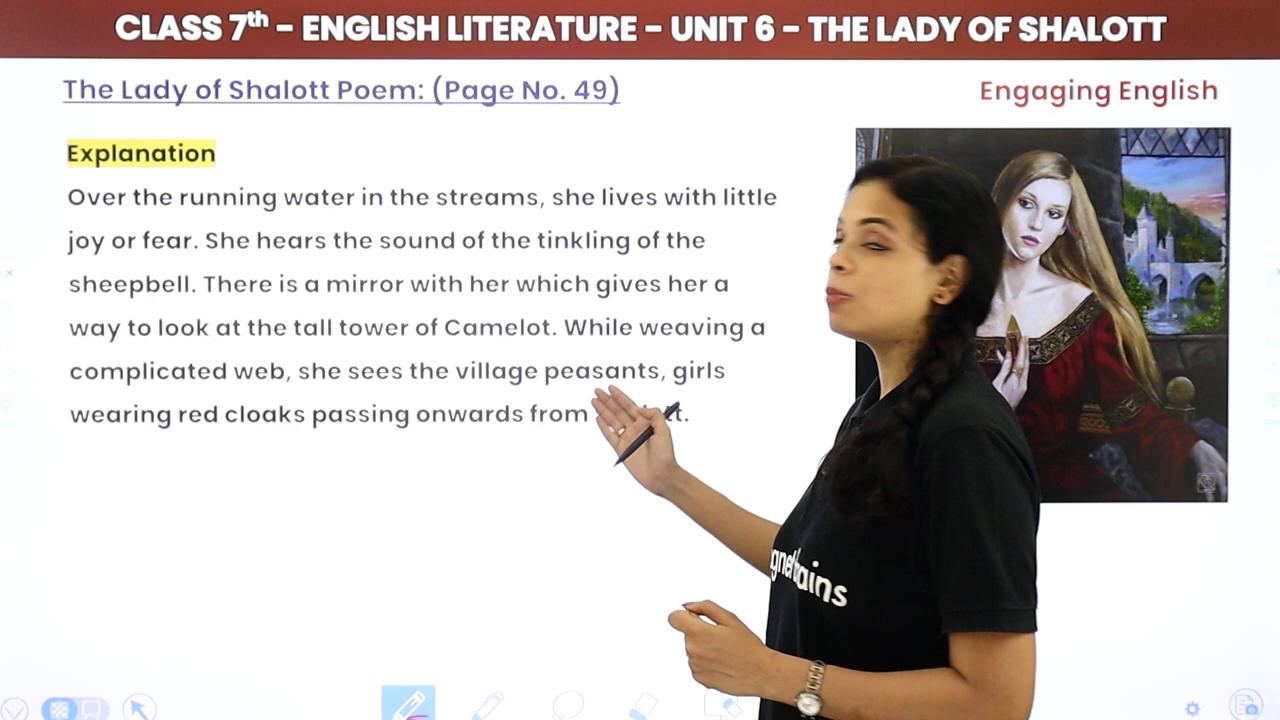 CLASS 7th - ENGLISH LITERATURE - UNIT 6 - THE LADY OF SHALOTT
The Lady of Shalott Poem: (Page No. 49)
Engaging English
Explanation
Over the running water in the streams, she lives with little
joy or fear. She hears the sound of the tinkling of the
sheepbell. There is a mirror with her which gives her a
way to look at the tall tower of Camelot. While weaving a
complicated web, she sees the village peasants, girls
wearing red cloaks passing onwards from